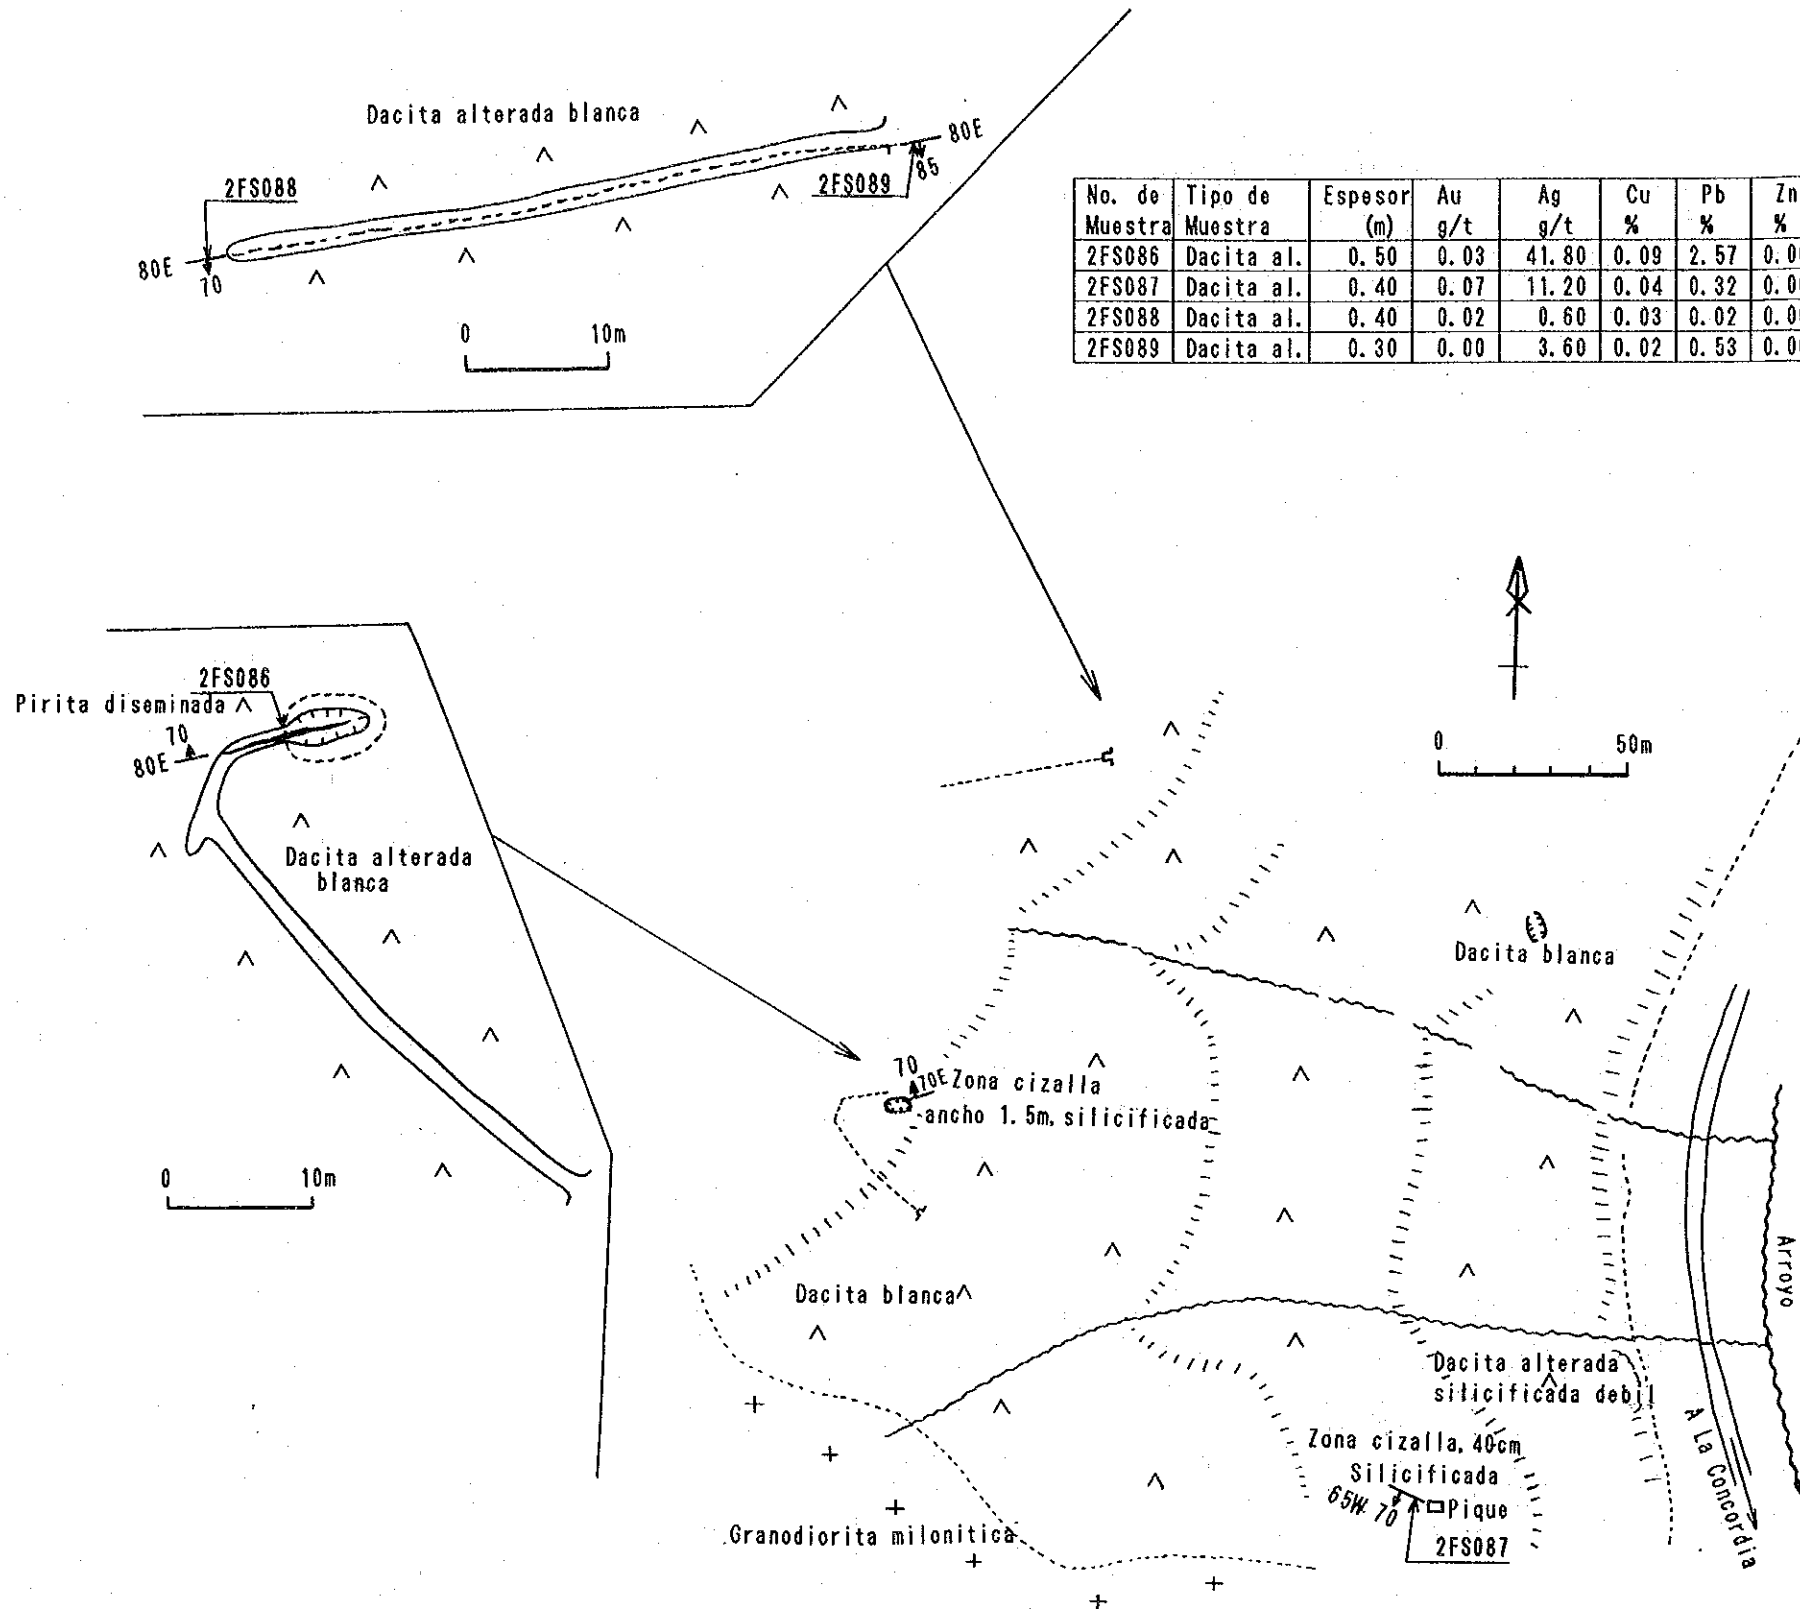 Dacita alterada blanca
80E
85
2FS088
2FS089
80E
70
0 10m
No. de Muestra Tipo de Muestra Espesor (m) Au g/t Ag g/t Cu % Pb % Zn %
2FS086 Dacita al. 0.50 0.03 41.80 0.09 2.57
2FS087 Dacita al. 0.40 0.07 11.20 0.04 0.32
2FS088 Dacita al. 0.40 0.02 0.60 0.03 0.02
2FS089 Dacita al. 0.30 0.00 3.60 0.02 0.53
2FS086
Pirita diseminada
70
80E
Dacita alterada
blanca
0 10m
0 50m
Dacita blanca
70
70E
Zona cizalla
ancho 1.5m, silicificada
Dacita blanca
Arroyo
Dacita alterada
silicificada debil
A La Concordia
Zona cizalla, 40cm
Silicificada
65W 70
Pique
2FS087
Granodiorita milonitica